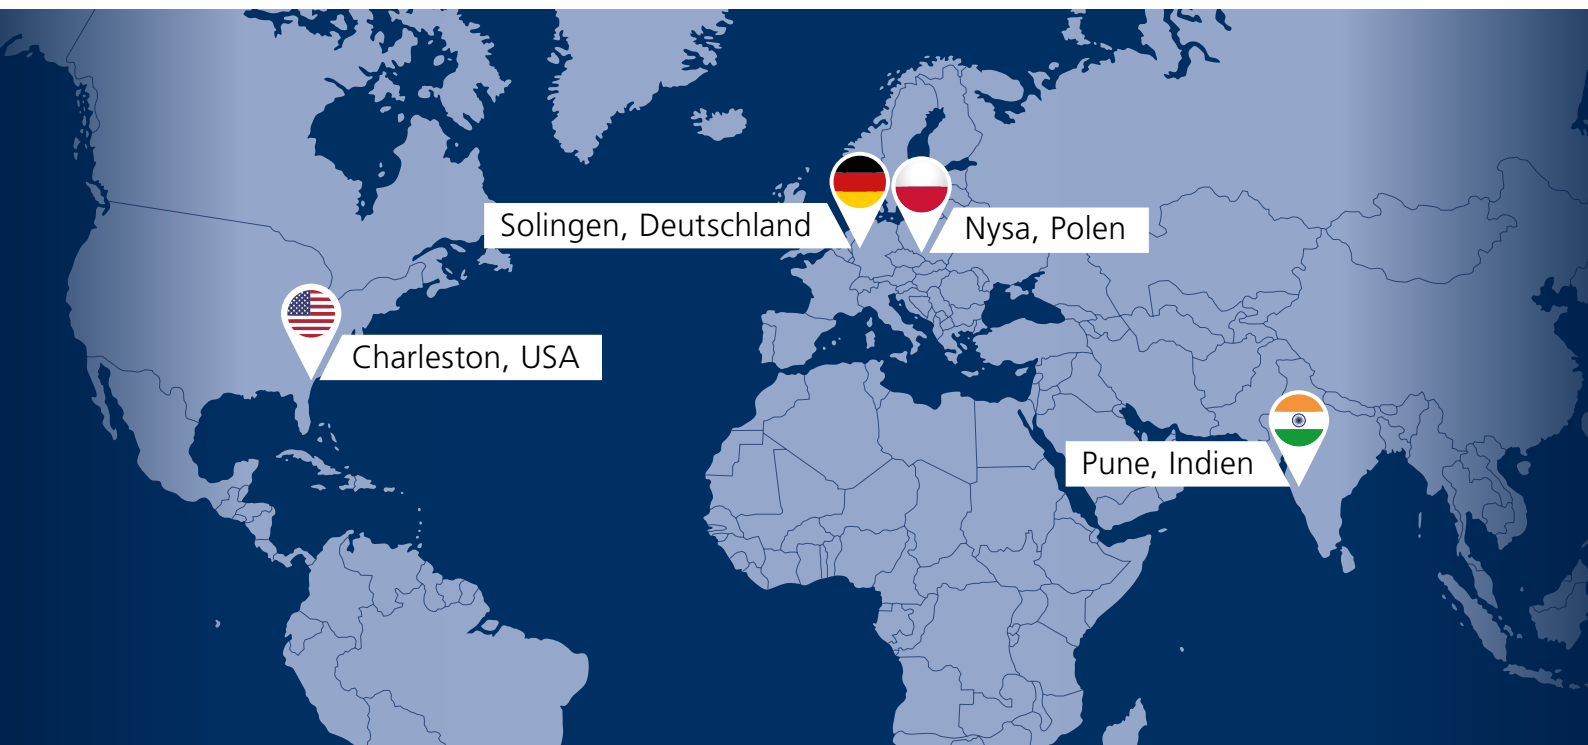 Solingen, Deutschland
Nysa, Polen
Charleston, USA
Pune, Indien